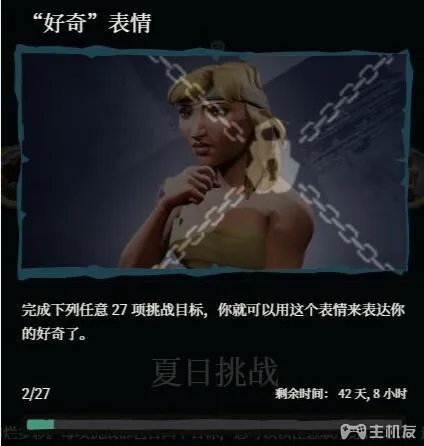 “好奇”表情
完成下列任意 27 项挑战目标，你就可以用这个表情来表达你
的好奇了。
夏日挑战
2/27
剩余时间： 42 天, 8 小时
主机友